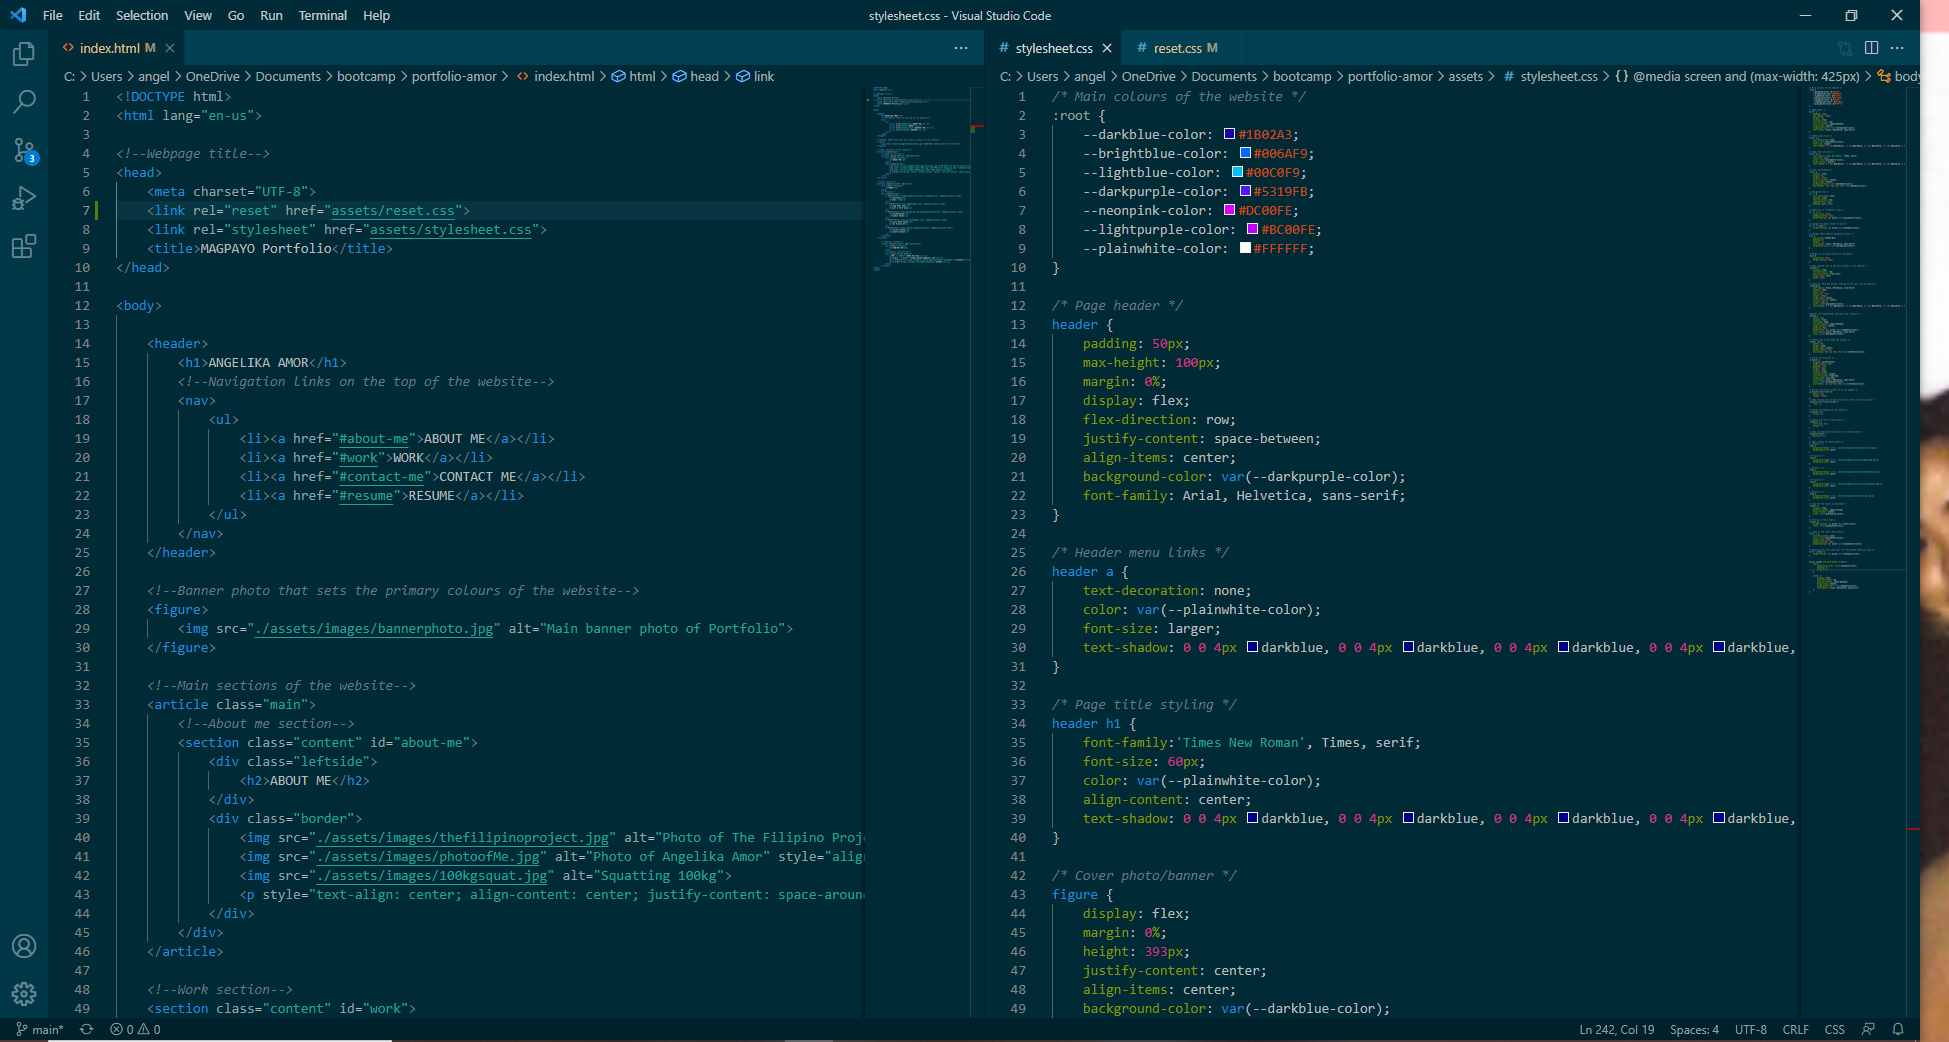 File Edit Selection View Go Run Terminal Help
stylesheet.css - Visual Studio Code
index.html M
C: > Users > angel > OneDrive > Documents > bootcamp > portfolio-amor > index.html > html > head > link
1 <!DOCTYPE html>
2 <html lang="en-us">
3
4 <!--Webpage title-->
5 <head>
6 <meta charset="UTF-8">
7 <link rel="reset" href="assets/reset.css">
8 <link rel="stylesheet" href="assets/stylesheet.css">
9 <title>MAGPAYO Portfolio</title>
10 </head>
11
12 <body>
13
14 <header>
15 <h1>ANGELIKA AMOR</h1>
16 <!--Navigation links on the top of the website-->
17 <nav>
18 <ul>
19 <li><a href="#about-me">ABOUT ME</a></li>
20 <li><a href="#work">WORK</a></li>
21 <li><a href="#contact-me">CONTACT ME</a></li>
22 <li><a href="#resume">RESUME</a></li>
23 </ul>
24 </nav>
25 </header>
26
27 <!--Banner photo that sets the primary colours of the website-->
28 <figure>
29 <img src="./assets/images/bannerphoto.jpg" alt="Main banner photo of Portfolio">
30 </figure>
31
32 <!--Main sections of the website-->
33 <article class="main">
34 <!--About me section-->
35 <section class="content" id="about-me">
36 <div class="leftside">
37 <h2>ABOUT ME</h2>
38 </div>
39 <div class="border">
40 <img src="./assets/images/thefilipinoproject.jpg" alt="Photo of The Filipino Proj
41 <img src="./assets/images/photoofMe.jpg" alt="Photo of Angelika Amor" style="alig
42 <img src="./assets/images/100kgsquat.jpg" alt="Squatting 100kg">
43 <p style="text-align: center; align-content: center; justify-content: space-aroun
44 </div>
45 </div>
46 </article>
47
48 <!--Work section-->
49 <section class="content" id="work">
stylesheet.css
reset.css M
C: > Users > angel > OneDrive > Documents > bootcamp > portfolio-amor > assets > # stylesheet.css > {} @media screen and (max-width: 425px) > body
1 /* Main colours of the website */
2 :root {
3 --darkblue-color: #1B02A3;
4 --brightblue-color: #006AF9;
5 --lightblue-color: #00C0F9;
6 --darkpurple-color: #5319FB;
7 --neonpink-color: #DC00FE;
8 --lightpurple-color: #BC00FE;
9 --plainwhite-color: #FFFFFF;
10 }
11
12 /* Page header */
13 header {
14 padding: 50px;
15 max-height: 100px;
16 margin: 0%;
17 display: flex;
18 flex-direction: row;
19 justify-content: space-between;
20 align-items: center;
21 background-color: var(--darkpurple-color);
22 font-family: Arial, Helvetica, sans-serif;
23 }
24
25 /* Header menu links */
26 header a {
27 text-decoration: none;
28 color: var(--plainwhite-color);
29 font-size: larger;
30 text-shadow: 0 0 4px darkblue, 0 0 4px darkblue, 0 0 4px darkblue, 0 0 4px darkblue,
31 }
32
33 /* Page title styling */
34 header h1 {
35 font-family:'Times New Roman', Times, serif;
36 font-size: 60px;
37 color: var(--plainwhite-color);
38 align-content: center;
39 text-shadow: 0 0 4px darkblue, 0 0 4px darkblue, 0 0 4px darkblue, 0 0 4px darkblue,
40 }
41
42 /* Cover photo/banner */
43 figure {
44 display: flex;
45 margin: 0%;
46 height: 393px;
47 justify-content: center;
48 align-items: center;
49 background-color: var(--darkblue-color);
3
main* 0 0
Ln 242, Col 19 Spaces: 4 UTF-8 CRLF CSS